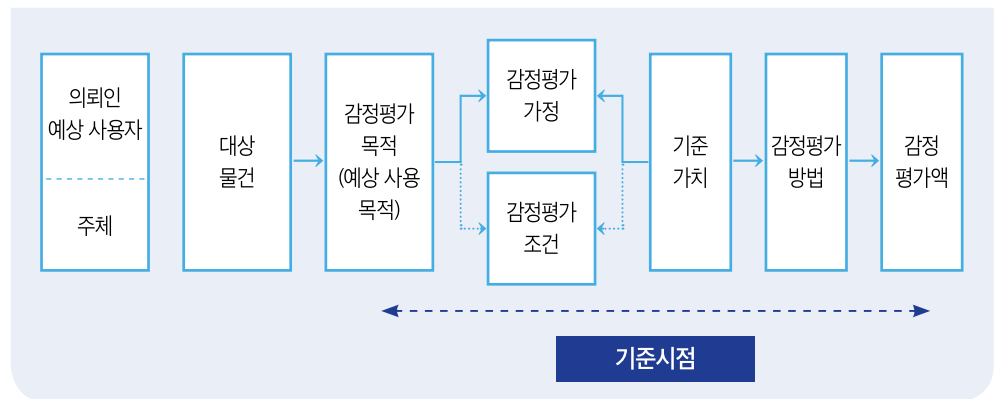 의뢰인
예상 사용자
주체
대상
물건
감정평가
목적
(예상 사용
목적)
감정평가
가정
감정평가
조건
기준
가치
감정평가
방법
감정
평가액
기준시점